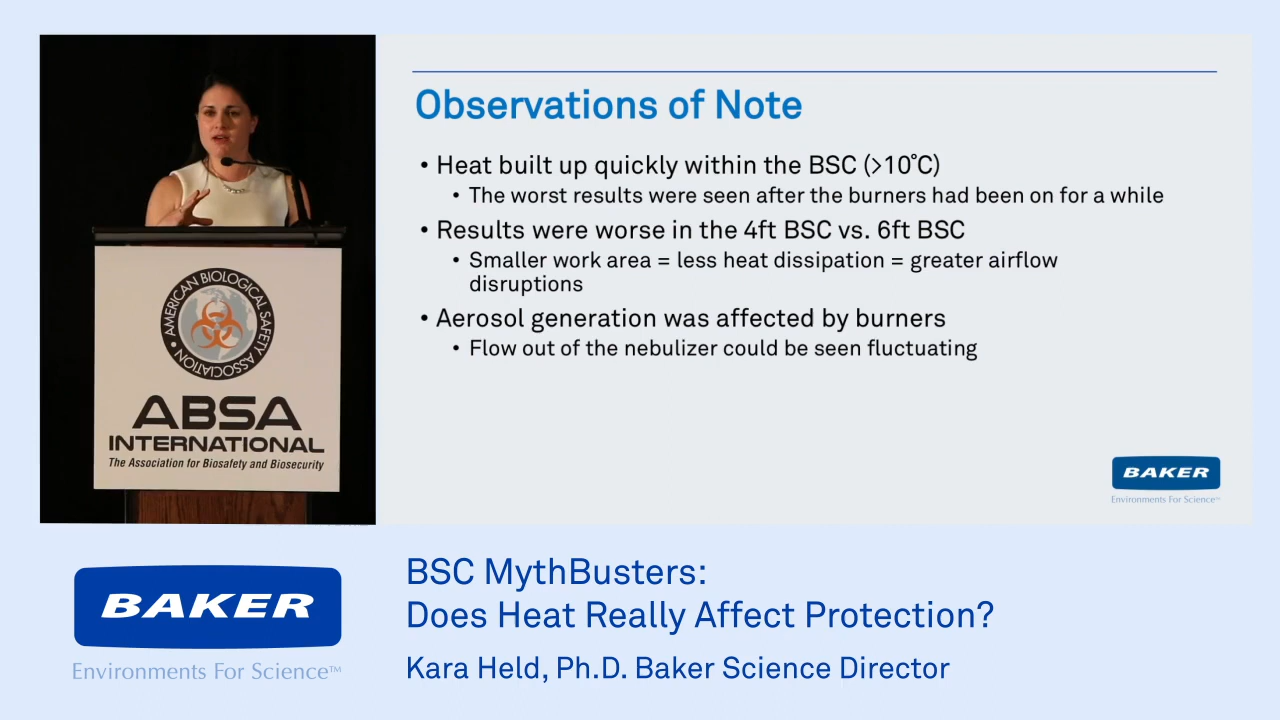 Observations of Note
• Heat built up quickly within the BSC (>10°C)
• The worst results were seen after the burners had been on for a while
• Results were worse in the 4ft BSC vs. 6ft BSC
• Smaller work area = less heat dissipation = greater airflow
disruptions
• Aerosol generation was affected by burners
• Flow out of the nebulizer could be seen fluctuating
BAKER
Environments For Science™
AMERICAN BIOLOGICAL SAFETY ASSOCIATION •
ABSA
INTERNATIONAL
The Association for Biosafety and Biosecurity
BAKER
Environments For Science™
BSC MythBusters:
Does Heat Really Affect Protection?
Kara Held, Ph.D. Baker Science Director